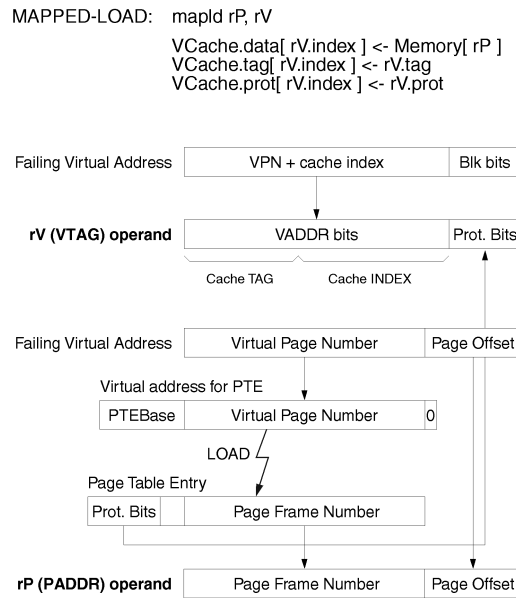 MAPPED-LOAD: mapld rP, rV
VCache.data[ rV.index ] <- Memory[ rP ]
VCache.tag[ rV.index ] <- rV.tag
VCache.prot[ rV.index ] <- rV.prot
Failing Virtual Address VPN + cache index Blk bits
rV (VTAG) operand VADDR bits Prot. Bits
Cache TAG Cache INDEX
Failing Virtual Address Virtual Page Number Page Offset
Virtual address for PTE
PTEBase Virtual Page Number 0
LOAD
Page Table Entry
Prot. Bits Page Frame Number
rP (PADDR) operand Page Frame Number Page Offset